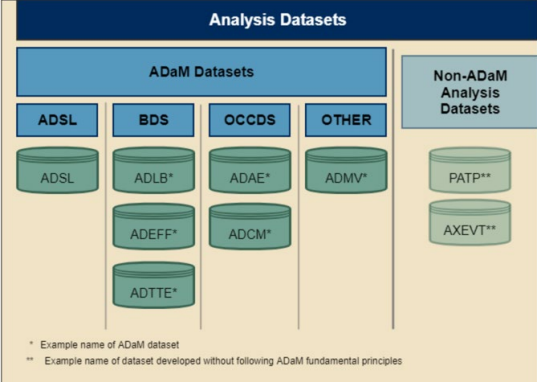 Analysis Datasets
ADaM Datasets
Non-ADaM
Analysis
Datasets
ADSL
BDS
OCCDS
OTHER
ADSL
ADLB*
ADAE*
ADMV*
PATP**
ADEFF*
ADCM*
AXEVT**
ADTTE*
* Example name of ADaM dataset
** Example name of dataset developed without following ADaM fundamental principles